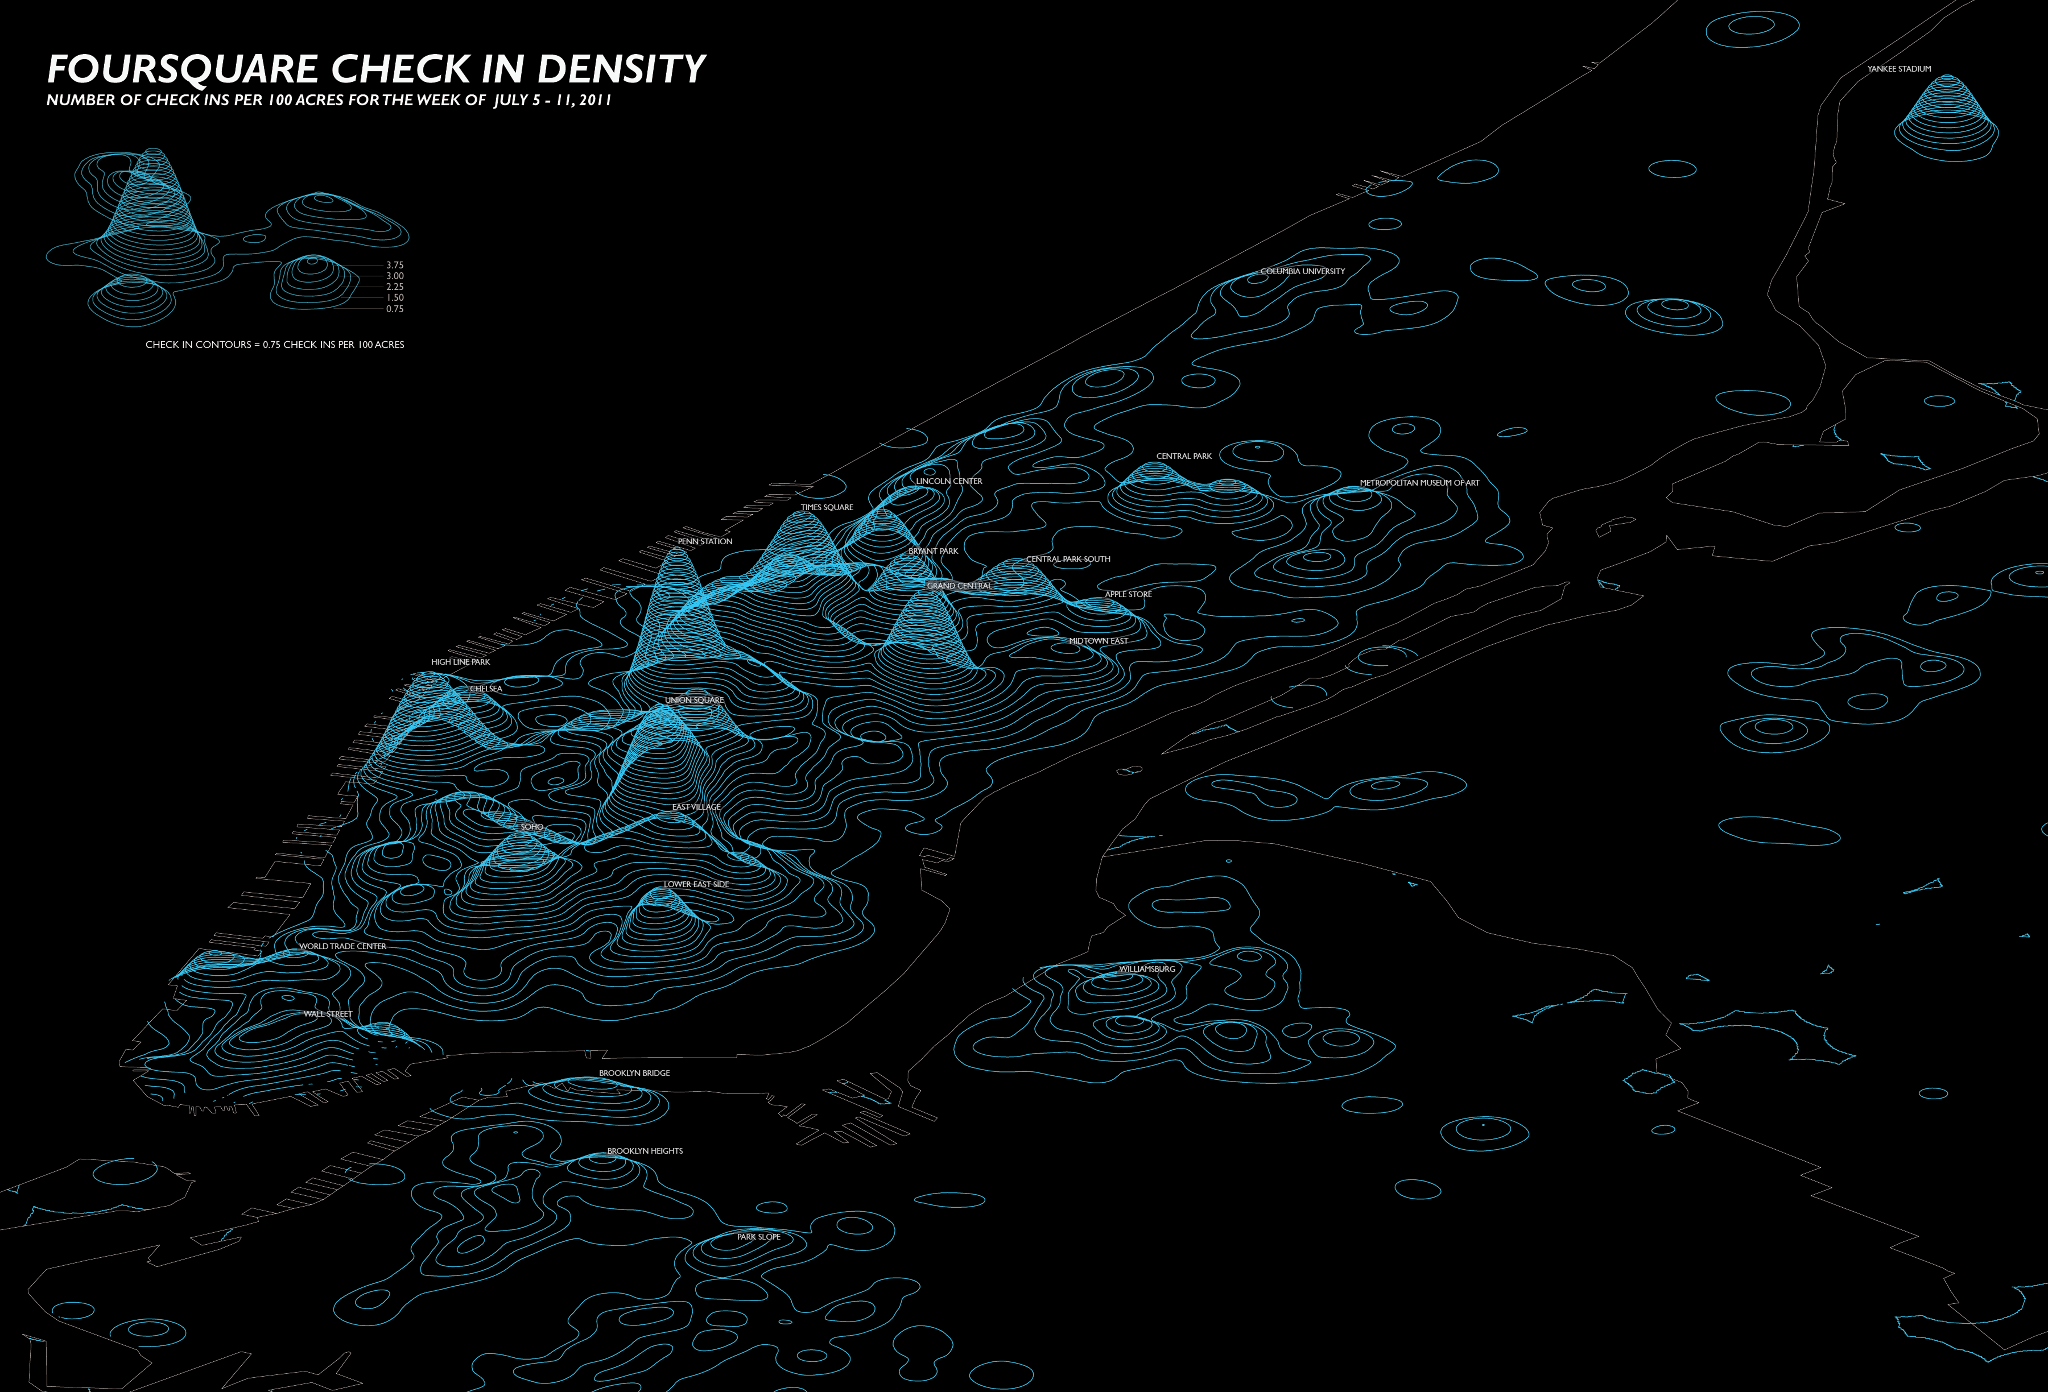 FOURSQUARE CHECK IN DENSITY
NUMBER OF CHECK INS PER 100 ACRES FOR THE WEEK OF JULY 5 - 11, 2011
3.75
3.00
2.25
1.50
0.75
CHECK IN CONTOURS = 0.75 CHECK INS PER 100 ACRES
YANKEE STADIUM
COLUMBIA UNIVERSITY
CENTRAL PARK
LINCOLN CENTER
METROPOLITAN MUSEUM OF ART
TIMES SQUARE
PENN STATION
BRYANT PARK
CENTRAL PARK SOUTH
GRAND CENTRAL
APPLE STORE
MIDTOWN EAST
HIGH LINE PARK
CHELSEA
UNION SQUARE
EAST VILLAGE
SOHO
LOWER EAST SIDE
WORLD TRADE CENTER
WILLIAMSBURG
WALL STREET
BROOKLYN BRIDGE
BROOKLYN HEIGHTS
PARK SLOPE